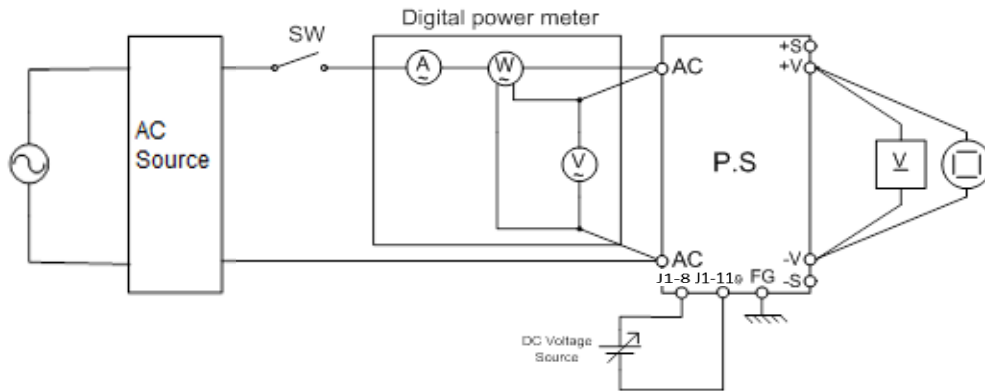 Digital power meter
SW
A
W
V
AC
Source
AC
P.S
+S
+V
V
AC
-V
-S
J1-8 J1-11 FG
DC Voltage
Source